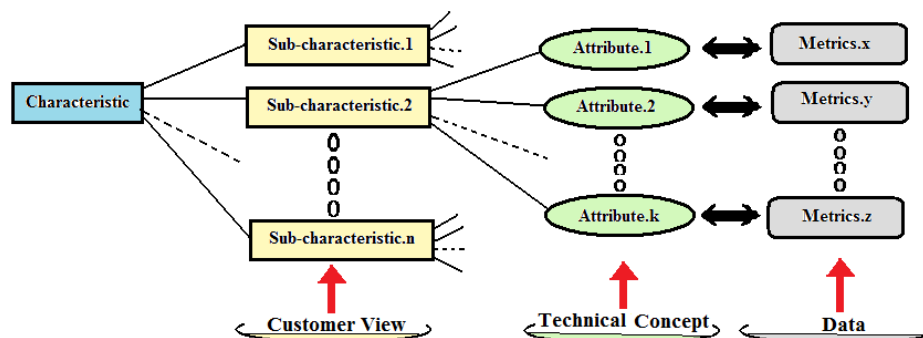 Sub-characteristic.1
Attribute.1
Metrics.x
Characteristic
Sub-characteristic.2
Attribute.2
Metrics.y
Sub-characteristic.n
Attribute.k
Metrics.z
Customer View
Technical Concept
Data